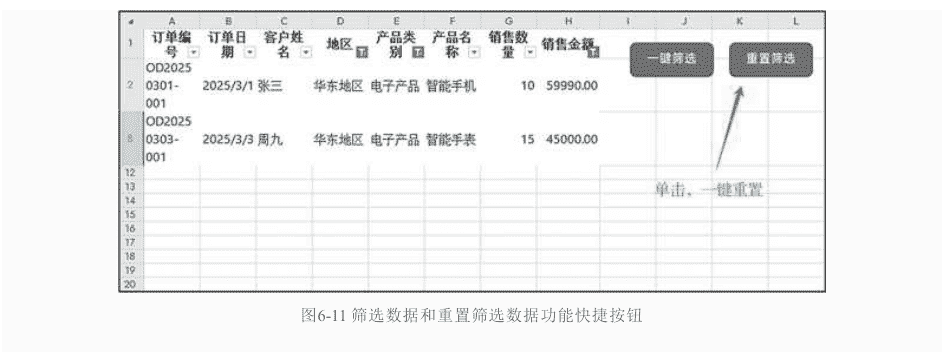 A B C D E F G H I J K L
1 订单编号 订单日期 客户姓名 地区 产品类别 产品名称 销售数量 销售金额
一键筛选 重置筛选
2 OD20250301-001 2025/3/1 张三 华东地区 电子产品 智能手机 10 59990.00
8 OD20250303-001 2025/3/3 周九 华东地区 电子产品 智能手表 15 45000.00
单击，一键重置
12
13
14
15
16
17
18
19
20
图6-11 筛选数据和重置筛选数据功能快捷按钮